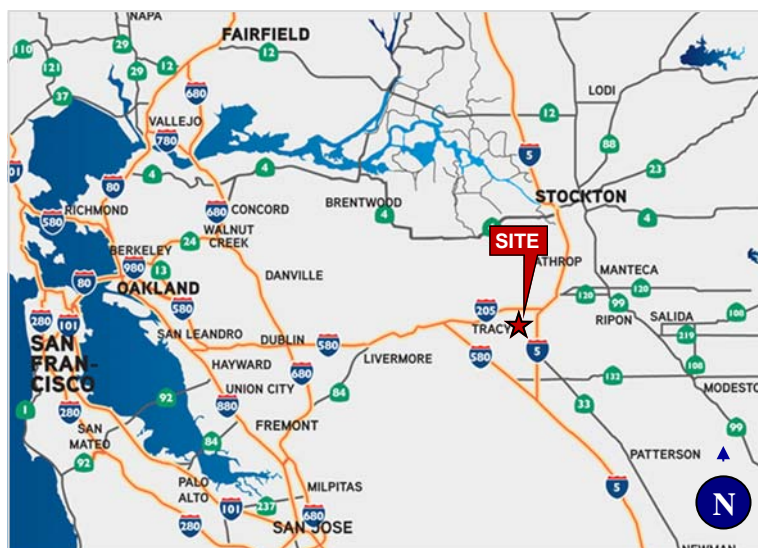 NAPA
29
110
121
29
12
FAIRFIELD
12
37
680
VALLEJO
780
LODI
12
88
5
23
101
80
4
4
BRENTWOOD
4
STOCKTON
4
RICHMOND
580
680
CONCORD
WALNUT
CREEK
24
BERKELEY
980
13
80
OAKLAND
580
DANVILLE
SITE
ATHROP
MANTECA
120
120
99
RIPON
SALIDA
108
219
108
MODESTO
205
TRACY
280
101
SAN
FRAN-
CISCO
SAN LEANDRO
DUBLIN
580
680
LIVERMORE
580
5
132
HAYWARD
UNION CITY
84
92
880
FREMONT
33
99
1
280
SAN
MATEO
92
84
PALO
ALTO
101
237
MILPITAS
280
SAN JOSE
680
PATTERSON
5
N
NEWMAN